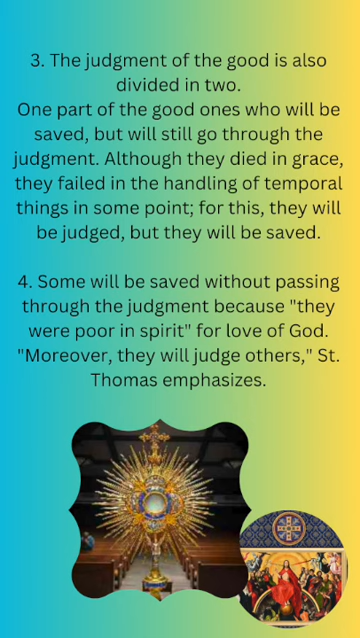 3. The judgment of the good is also
divided in two.
One part of the good ones who will be
saved, but will still go through the
judgment. Although they died in grace,
they failed in the handling of temporal
things in some point; for this, they will
be judged, but they will be saved.
4. Some will be saved without passing
through the judgment because "they
were poor in spirit" for love of God.
"Moreover, they will judge others," St.
Thomas emphasizes.